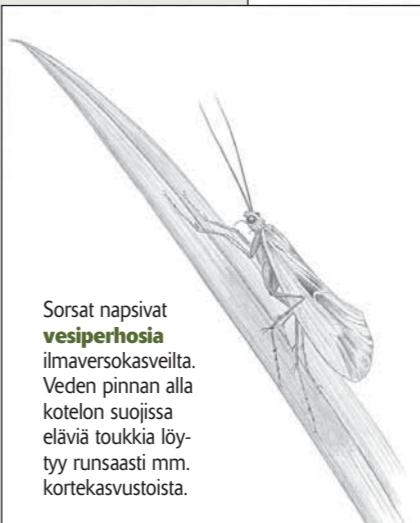 Sorsat napsivat
vesiperhosia
ilmaversokasveilta.
Veden pinnan alla
kotelon suojissa
eläviä toukkia löy-
tyy runsaasti mm.
kortekasvustoista.